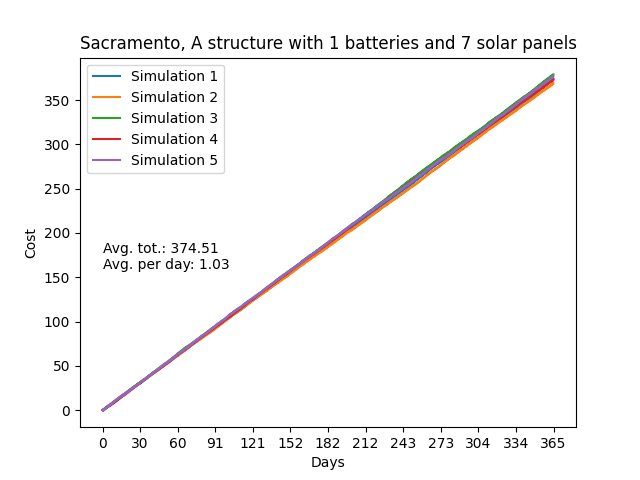 Sacramento, A structure with 1 batteries and 7 solar panels
Simulation 1
Simulation 2
Simulation 3
Simulation 4
Simulation 5
350
300
250
200
150
100
50
0
Cost
Avg. tot.: 374.51
Avg. per day: 1.03
0 30 60 91 121 152 182 212 243 273 304 334 365
Days